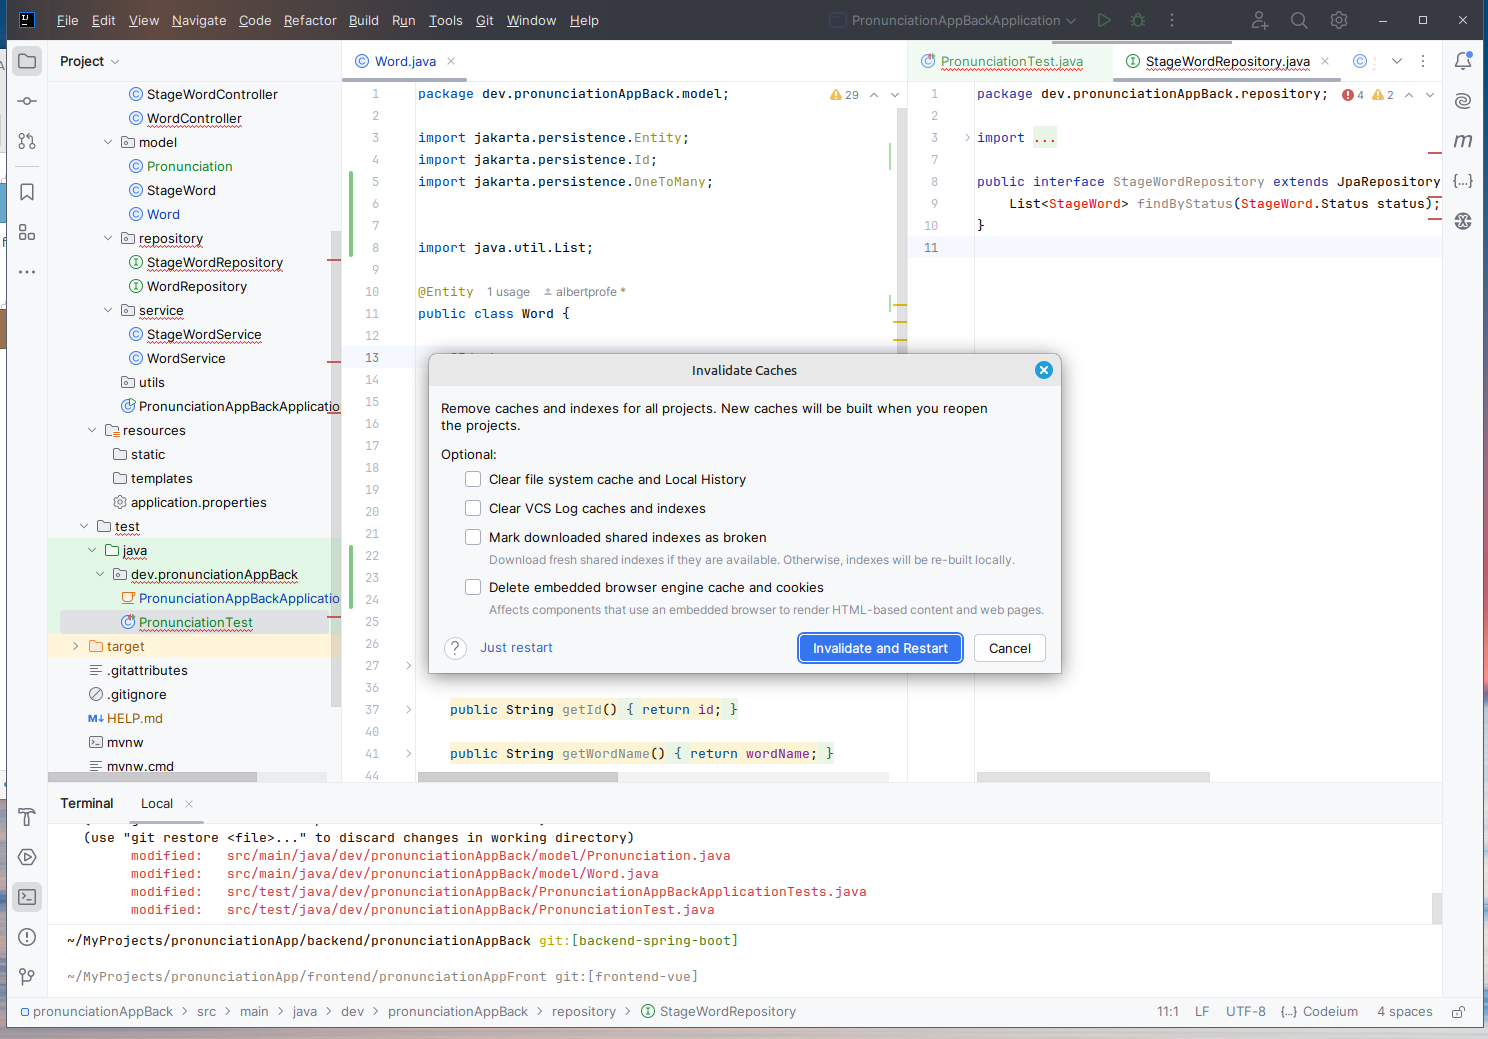 File Edit View Navigate Code Refactor Build Run Tools Git Window Help
PronunciationAppBackApplication
Project
StageWordController
WordController
model
Pronunciation
StageWord
Word
repository
StageWordRepository
WordRepository
service
StageWordService
WordService
utils
PronunciationAppBackApplicatio
resources
static
templates
application.properties
test
java
dev.pronunciationAppBack
PronunciationAppBackApplicatio
PronunciationTest
target
.gitattributes
.gitignore
M↓ HELP.md
mvnw
mvnw.cmd
Word.java
29
1 package dev.pronunciationAppBack.model;
2
3 import jakarta.persistence.Entity;
4 import jakarta.persistence.Id;
5 import jakarta.persistence.OneToMany;
6
7
8 import java.util.List;
9
10 @Entity 1 usage albertprofe *
11 public class Word {
12
13
14
15
16
17
18
19
20
21
22
23
24
25
26
27
36
37 public String getId() { return id; }
40
41 public String getWordName() { return wordName; }
44
PronunciationTest.java
StageWordRepository.java
4 2
1 package dev.pronunciationAppBack.repository;
2
3 import ...
7
8 public interface StageWordRepository extends JpaRepository
9 List<StageWord> findByStatus(StageWord.Status status);
10 }
11
Invalidate Caches
Remove caches and indexes for all projects. New caches will be built when you reopen
the projects.
Optional:
Clear file system cache and Local History
Clear VCS Log caches and indexes
Mark downloaded shared indexes as broken
Download fresh shared indexes if they are available. Otherwise, indexes will be re-built locally.
Delete embedded browser engine cache and cookies
Affects components that use an embedded browser to render HTML-based content and web pages.
? Just restart Invalidate and Restart Cancel
Terminal Local
(use "git restore <file>..." to discard changes in working directory)
modified: src/main/java/dev/pronunciationAppBack/model/Pronunciation.java
modified: src/main/java/dev/pronunciationAppBack/model/Word.java
modified: src/test/java/dev/pronunciationAppBack/PronunciationAppBackApplicationTests.java
modified: src/test/java/dev/pronunciationAppBack/PronunciationTest.java
~/MyProjects/pronunciationApp/backend/pronunciationAppBack git:[backend-spring-boot]
~/MyProjects/pronunciationApp/frontend/pronunciationAppFront git:[frontend-vue]
pronunciationAppBack > src > main > java > dev > pronunciationAppBack > repository > StageWordRepository
11:1 LF UTF-8 {...} Codeium 4 spaces